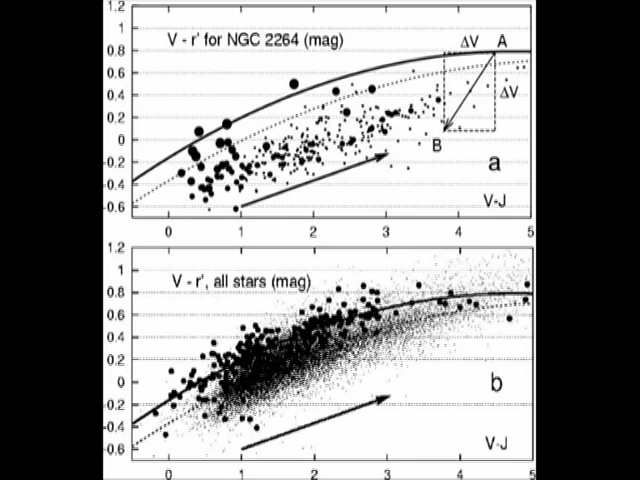 1.2
1
0.8
0.6
0.4
0.2
0
-0.2
-0.4
-0.6
V - r' for NGC 2264 (mag)
ΔV A
ΔV
B
a
V-J
0 1 2 3 4 5
1.2
1
0.8
0.6
0.4
0.2
0
-0.2
-0.4
-0.6
V - r', all stars (mag)
b
V-J
0 1 2 3 4 5